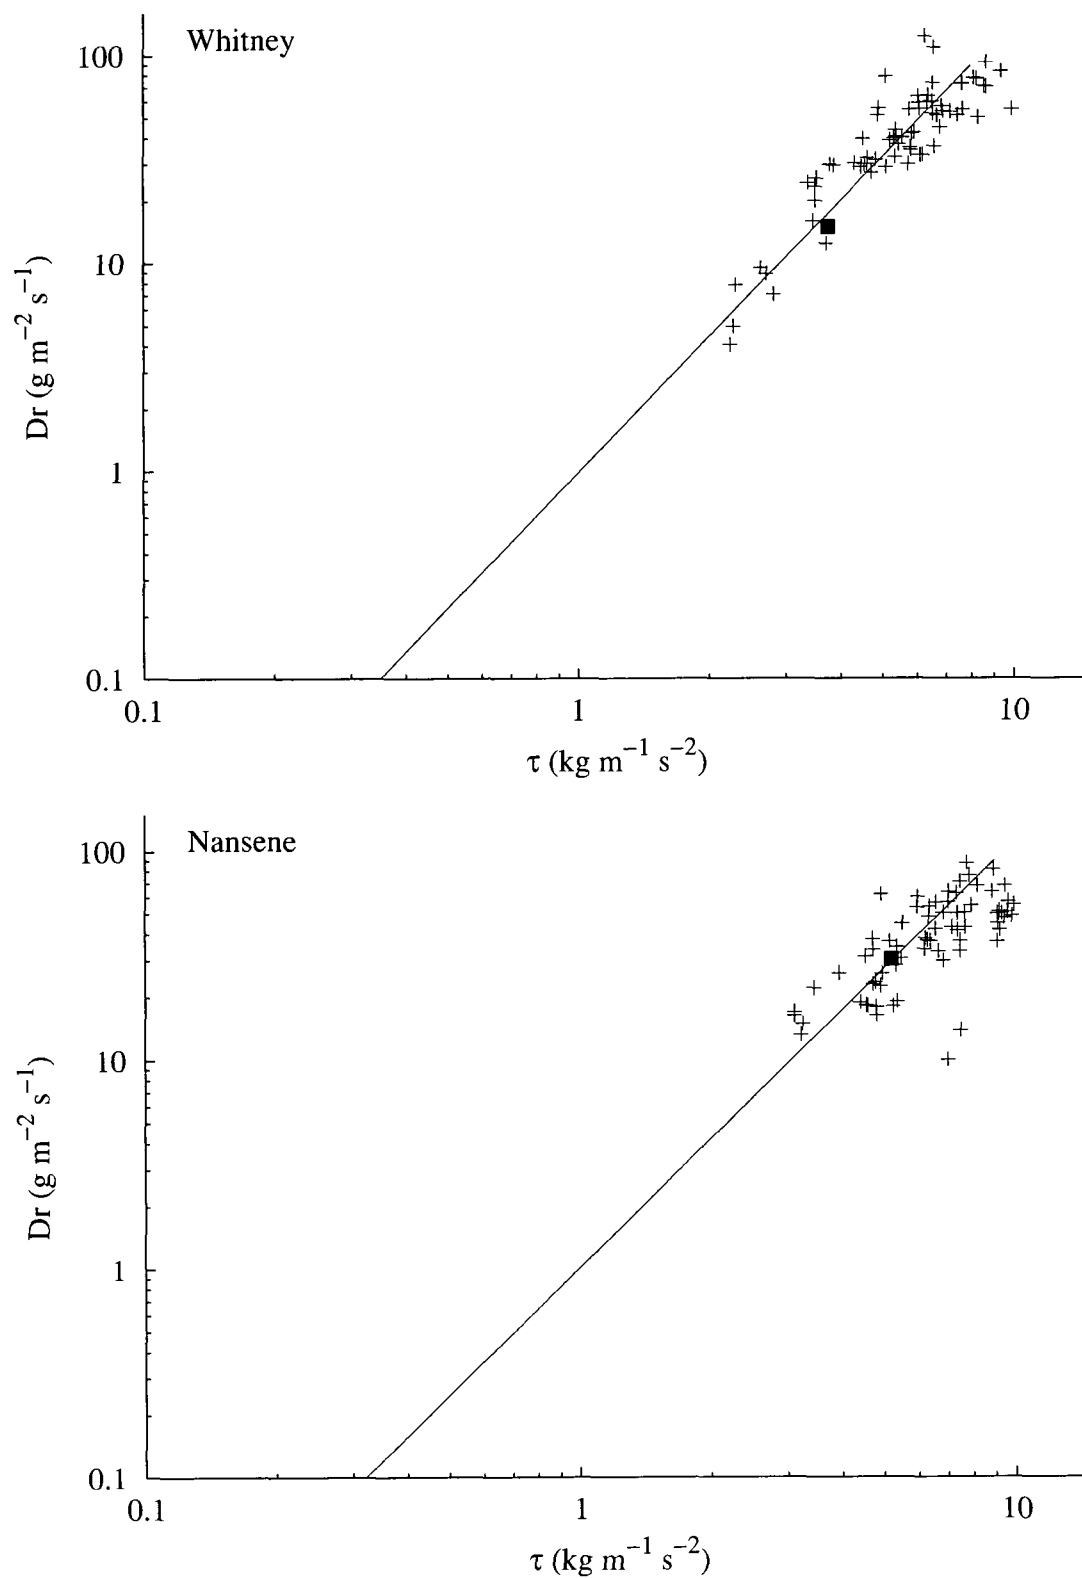 Whitney
100
10
1
0.1
Dr (g m⁻² s⁻¹)
0.1 1 10
τ (kg m⁻¹ s⁻²)
Nansene
100
10
1
0.1
Dr (g m⁻² s⁻¹)
0.1 1 10
τ (kg m⁻¹ s⁻²)